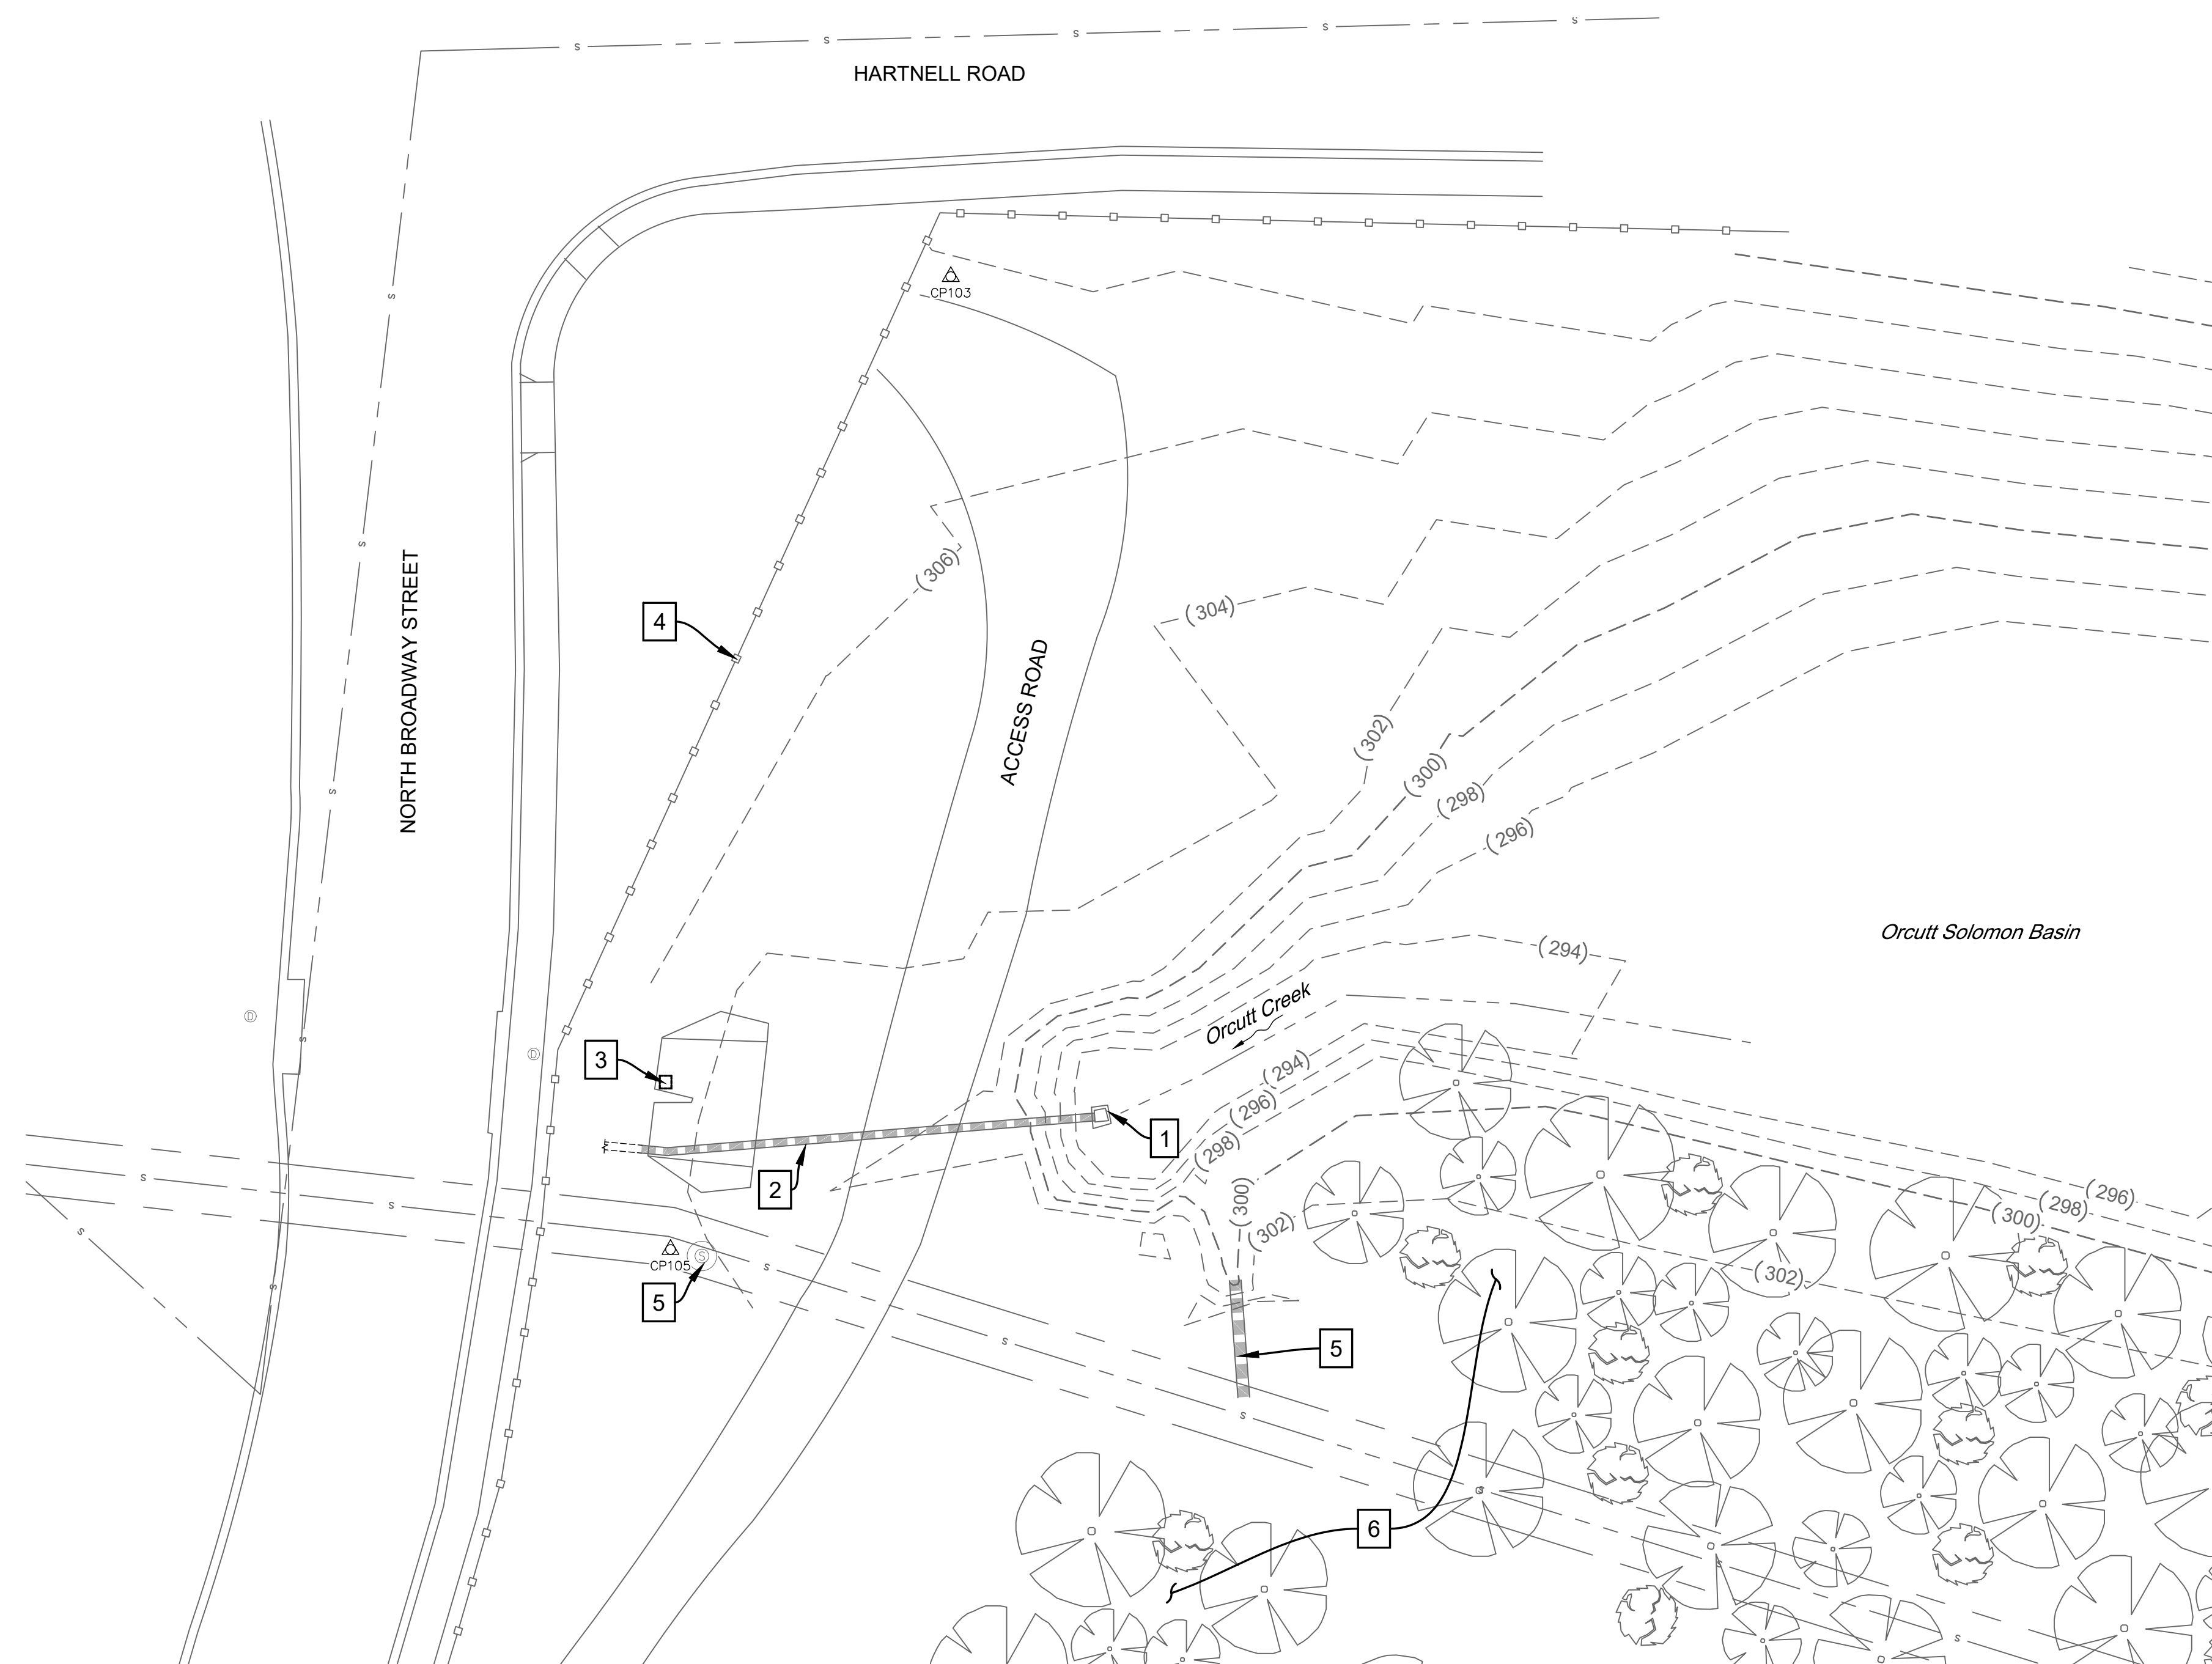 s s s s s
HARTNELL ROAD
CP103
s
s
s
NORTH BROADWAY STREET
4
(306)
(304)
ACCESS ROAD
(302)
(300)
(298)
(296)
Orcutt Solomon Basin
(294)
Orcutt Creek
D
D
s
3
(294)
(296)
(298)
1
2
(300)
(302)
(296)
(298)
(300)
(302)
s
s
s
s
CP105
S
5
s
s
5
s
s
6
s
s
s